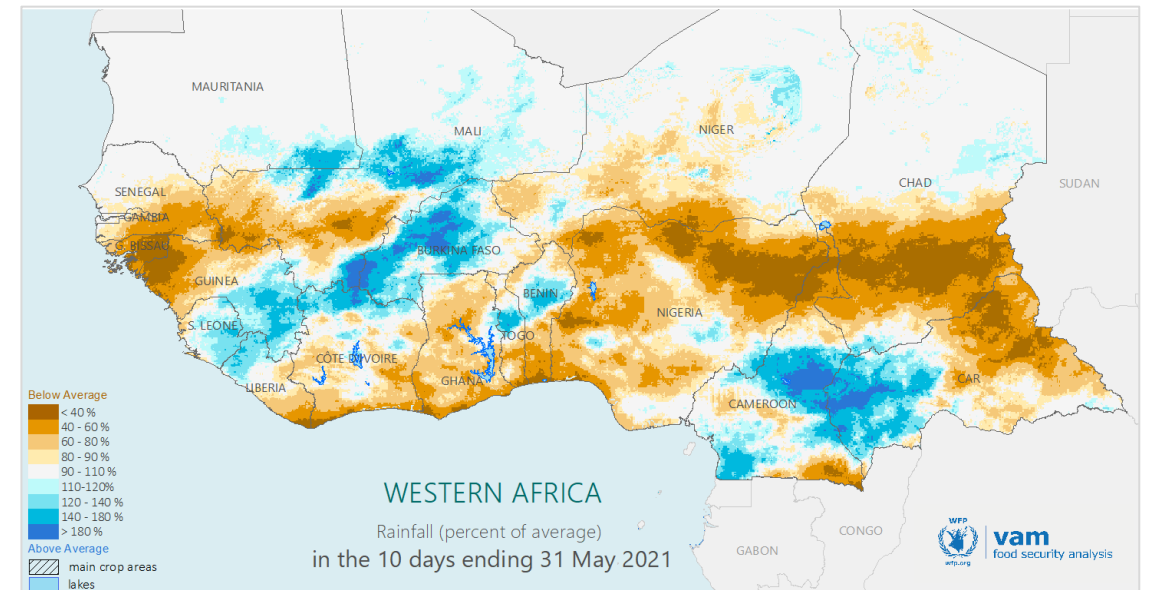 MAURITANIA
MALI
NIGER
CHAD
SUDAN
SENEGAL
GAMBIA
G. BISSAU
BURKINA FASO
GUINEA
BENIN
NIGERIA
S. LEONE
TOGO
CÔTE D'IVOIRE
GHANA
LIBERIA
CAR
CAMEROON
CONGO
GABON
Below Average
< 40 %
40 - 60 %
60 - 80 %
80 - 90 %
90 - 110 %
110-120%
120 - 140 %
140 - 180 %
> 180 %
Above Average
main crop areas
lakes
WESTERN AFRICA
Rainfall (percent of average)
in the 10 days ending 31 May 2021
WFP
wfp.org
vam
food security analysis